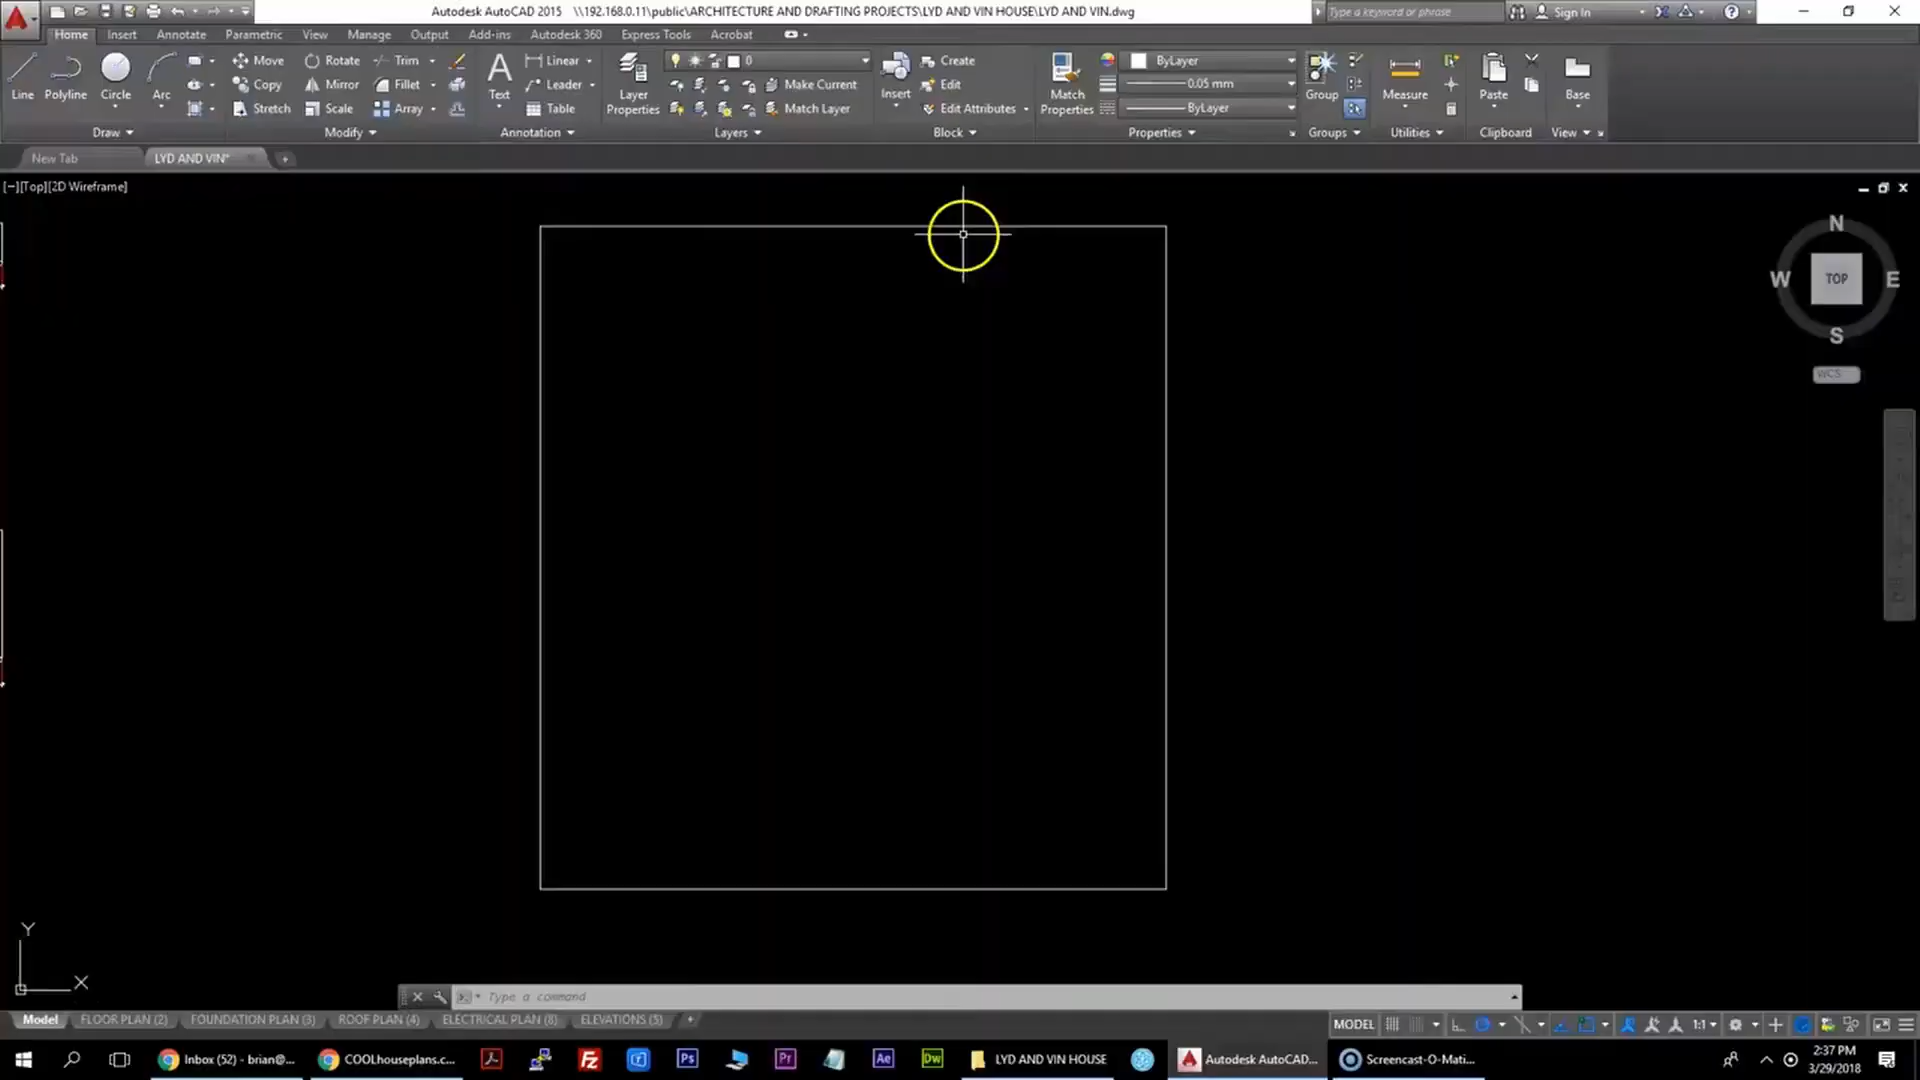 Autodesk AutoCAD 2015 \\192.168.0.11\public\ARCHITECTURE AND DRAFTING PROJECTS\LYD AND VIN HOUSE\LYD AND VIN.dwg
Type a keyword or phrase
Sign In
Home Insert Annotate Parametric View Manage Output Add-ins Autodesk 360 Express Tools Acrobat
Line Polyline Circle Arc
Move Rotate Trim
Copy Mirror Fillet
Stretch Scale Array
Text
Linear
Leader
Table
Layer Properties
0
Make Current
Match Layer
Insert
Create
Edit
Edit Attributes
Match Properties
ByLayer
0.05 mm
ByLayer
Group
Measure
Paste
Base
Draw Modify Annotation Layers Block Properties Groups Utilities Clipboard View
New Tab LYD AND VIN*
[−][Top][2D Wireframe]
N
W TOP E
S
WCS
Y
X
Type a command
Model FLOOR PLAN (2) FOUNDATION PLAN (3) ROOF PLAN (4) ELECTRICAL PLAN (8) ELEVATIONS (5) +
MODEL 1:1
Inbox (52) - brian@... COOLhouseplans.c... Fz Ps Pr Ae Dw LYD AND VIN HOUSE Autodesk AutoCAD... Screencast-O-Mati...
2:37 PM
3/29/2018